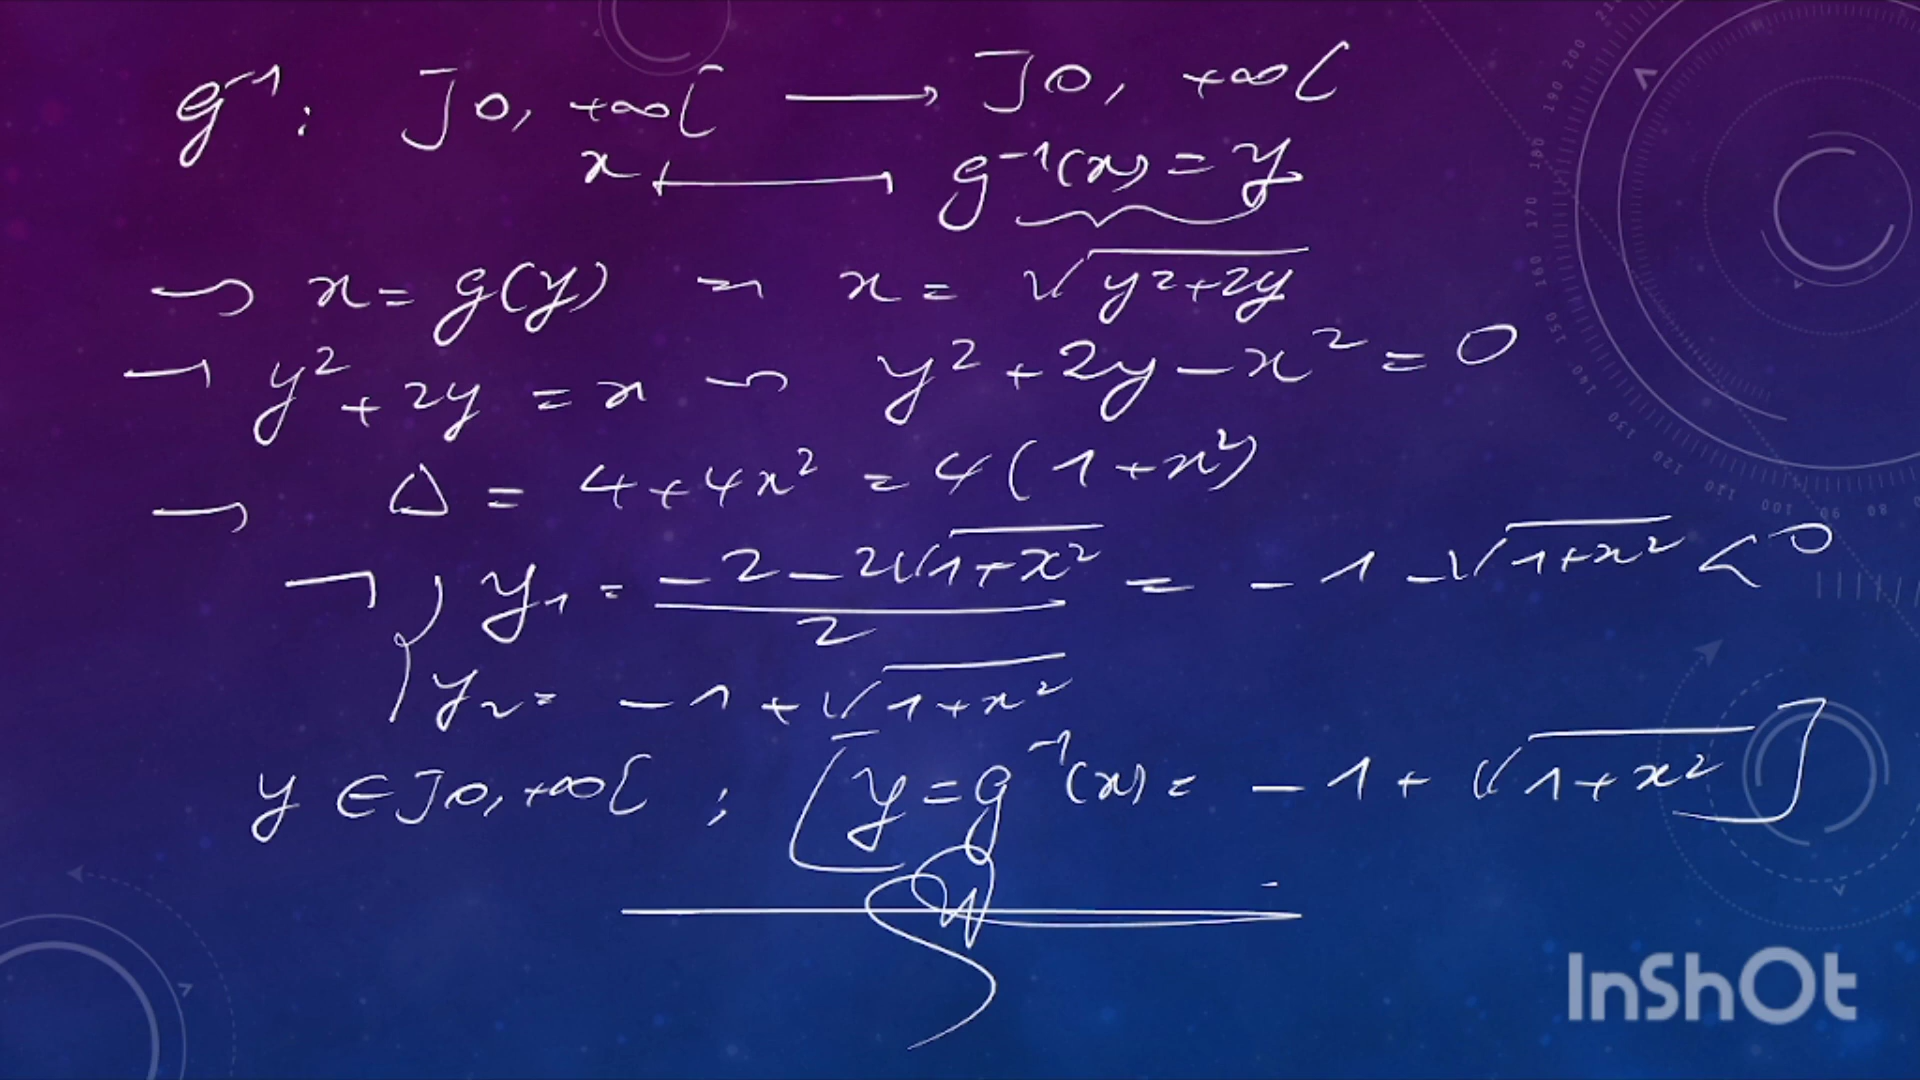 g⁻¹ : ]0, +∞[ ⟶ ]0, +∞[
x ⟼ g⁻¹(x) = y
→ x = g(y) → x = √(y²+2y)
→ y² + 2y = x → y² + 2y − x² = 0
→ Δ = 4 + 4x² = 4(1+x²)
→ { y₁ = (−2 − 2√(1+x²))/2 = −1 − √(1+x²) < 0
y₂ = −1 + √(1+x²)
y ∈ ]0, +∞[ ; [y = g⁻¹(x) = −1 + √(1+x²)]
InShOt